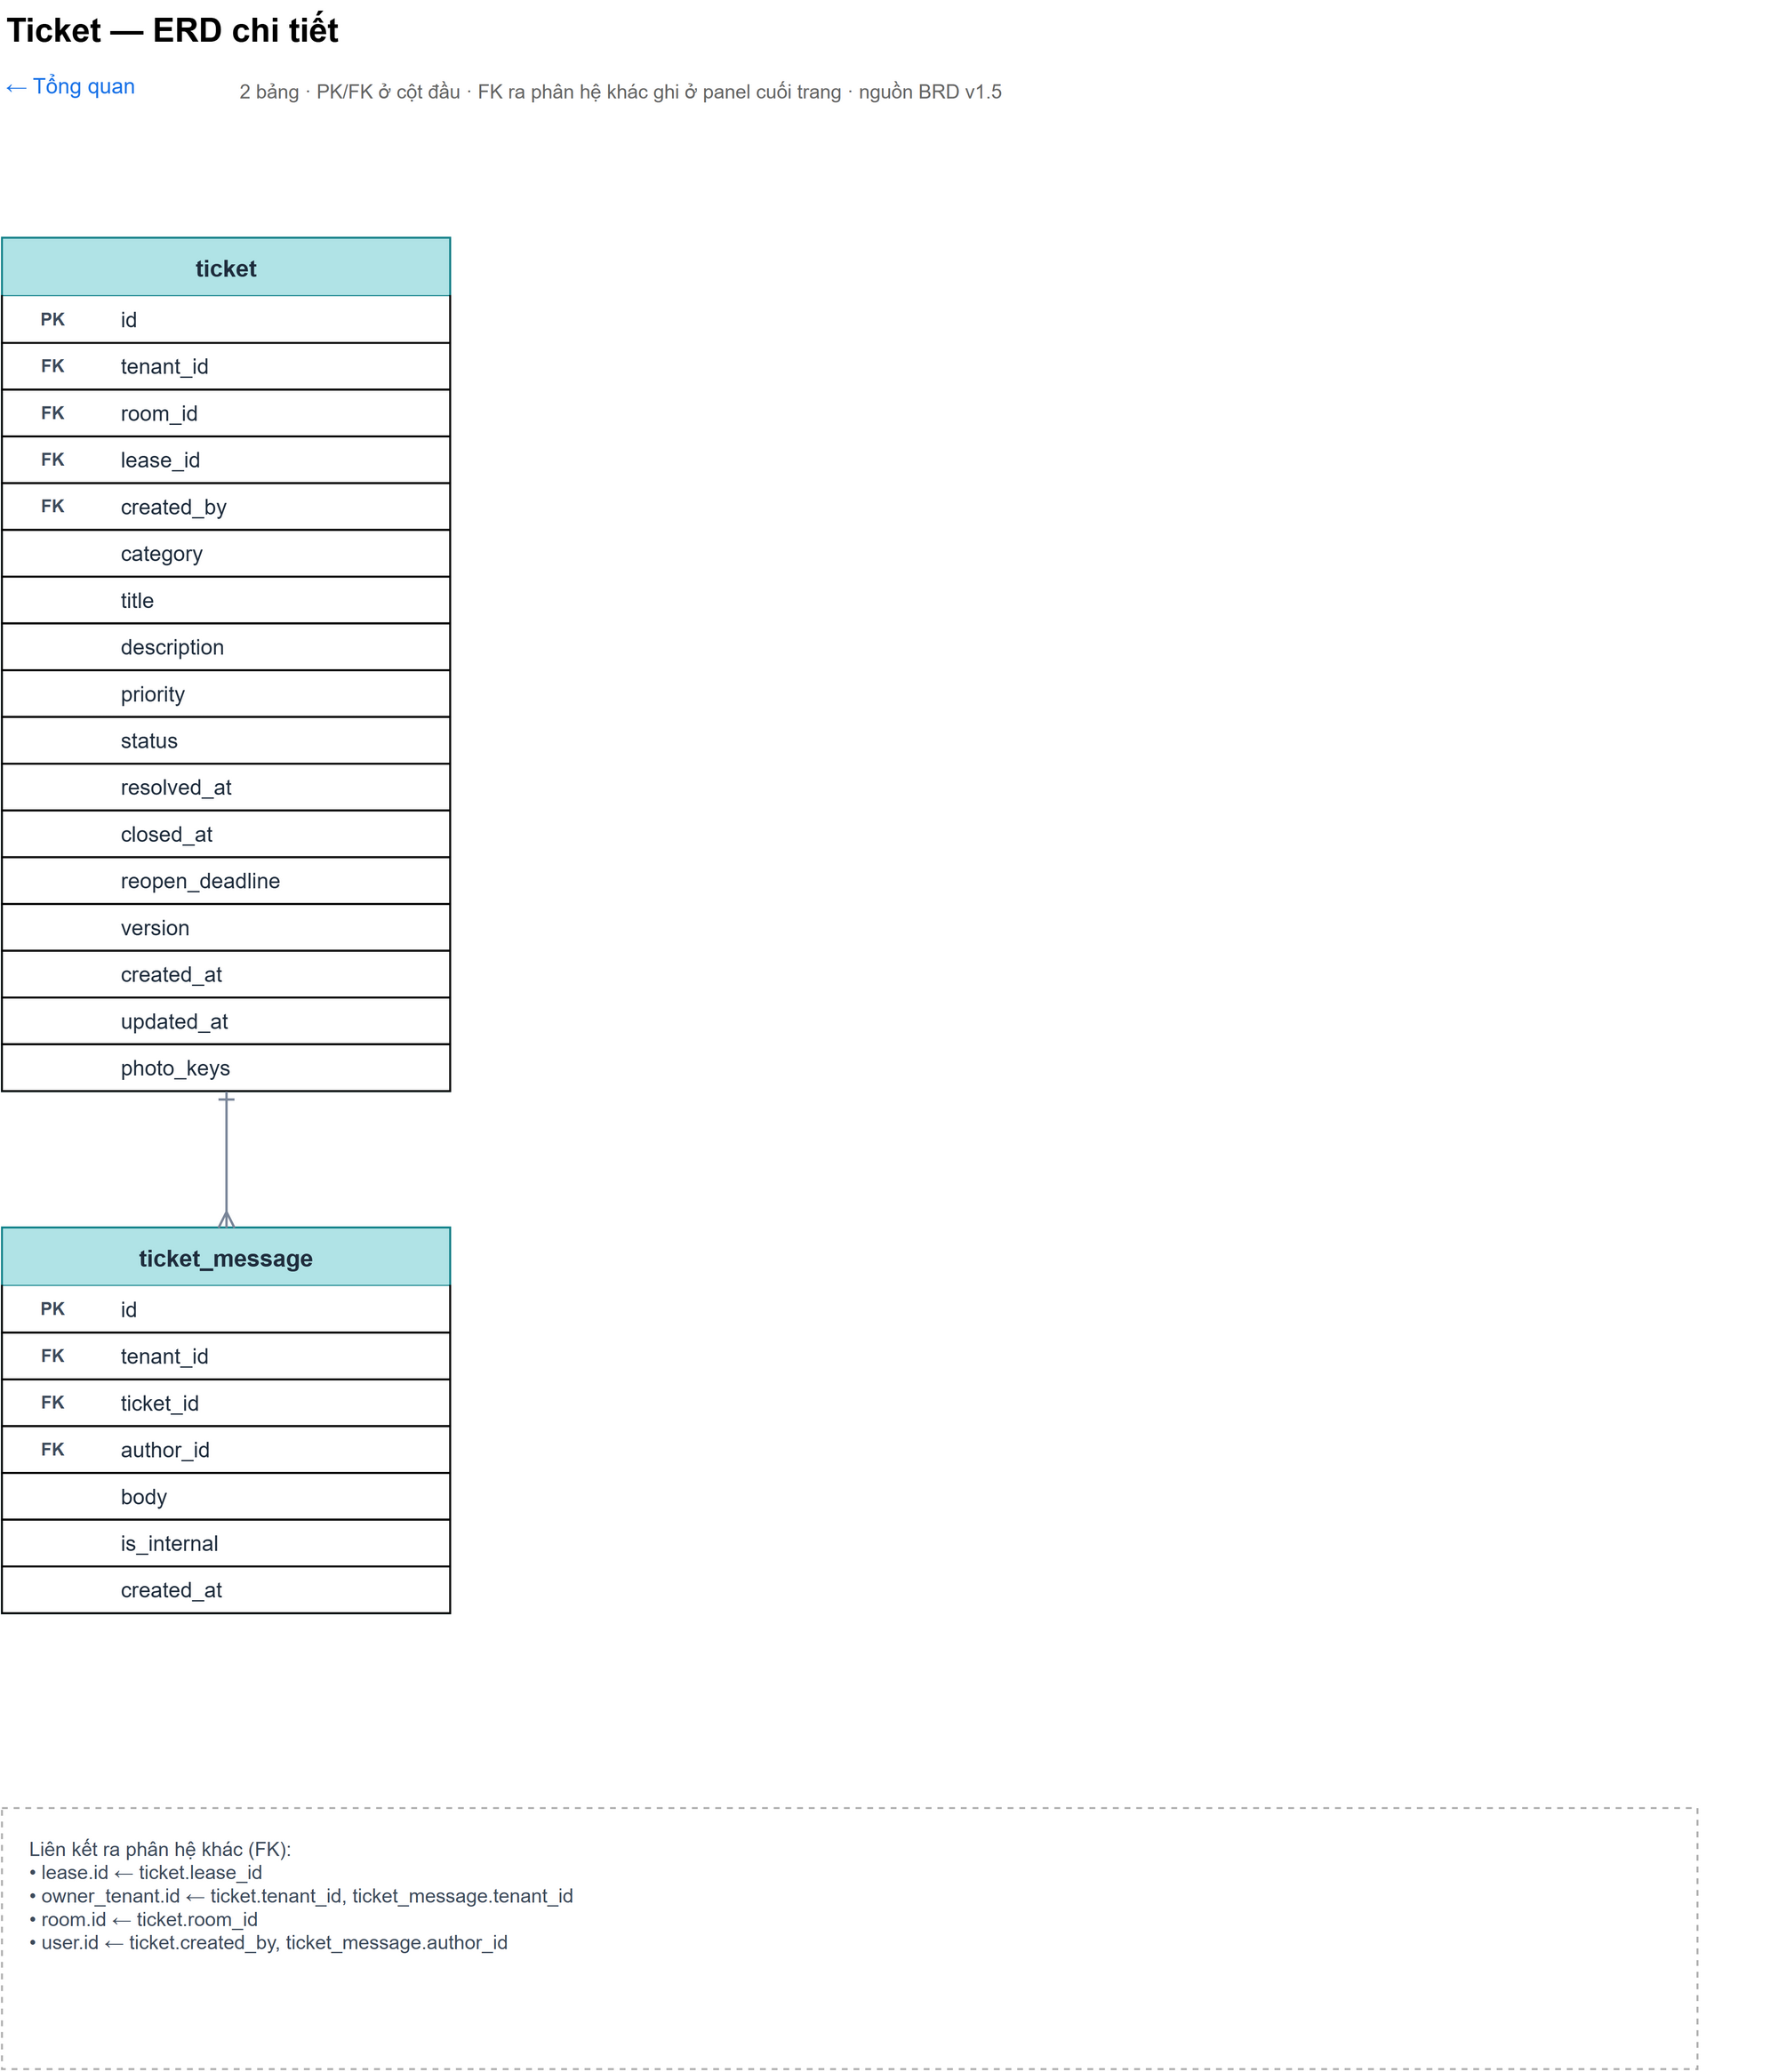 Ticket — ERD chi tiết
← Tổng quan
2 bảng · PK/FK ở cột đầu · FK ra phân hệ khác ghi ở panel cuối trang · nguồn BRD v1.5
ticket
PK id
FK tenant_id
FK room_id
FK lease_id
FK created_by
category
title
description
priority
status
resolved_at
closed_at
reopen_deadline
version
created_at
updated_at
photo_keys
ticket_message
PK id
FK tenant_id
FK ticket_id
FK author_id
body
is_internal
created_at
Liên kết ra phân hệ khác (FK):
• lease.id ← ticket.lease_id
• owner_tenant.id ← ticket.tenant_id, ticket_message.tenant_id
• room.id ← ticket.room_id
• user.id ← ticket.created_by, ticket_message.author_id